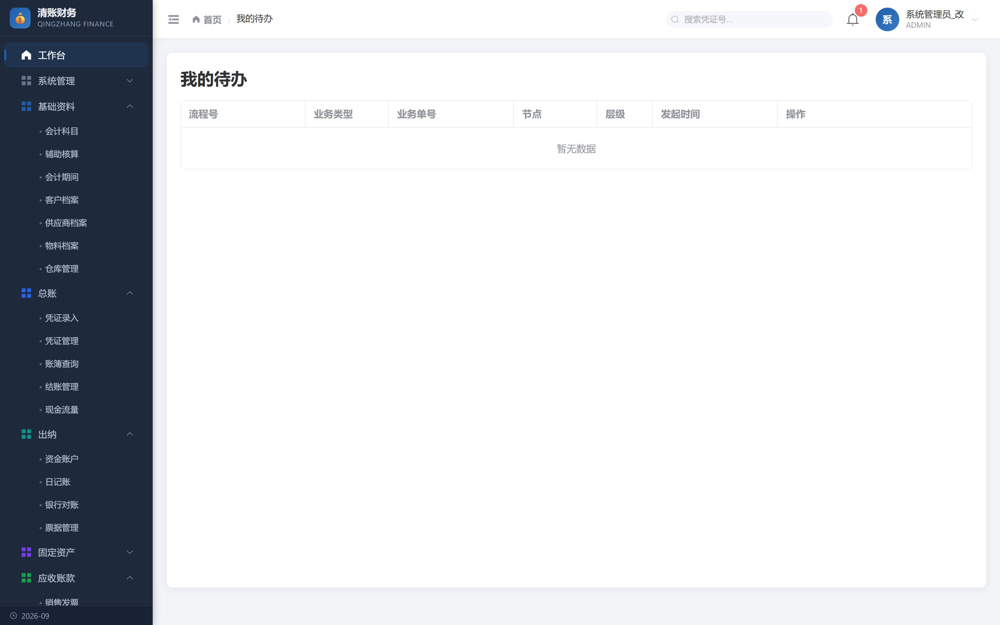 清账财务
QINGZHANG FINANCE
工作台
系统管理
基础资料
会计科目
辅助核算
会计期间
客户档案
供应商档案
物料档案
仓库管理
总账
凭证录入
凭证管理
账簿查询
结账管理
现金流量
出纳
资金账户
日记账
银行对账
票据管理
固定资产
应收账款
销售发票
2026-09
首页 › 我的待办
搜索凭证号...
1
系
系统管理员_改
ADMIN
我的待办
流程号 业务类型 业务单号 节点 层级 发起时间 操作
暂无数据